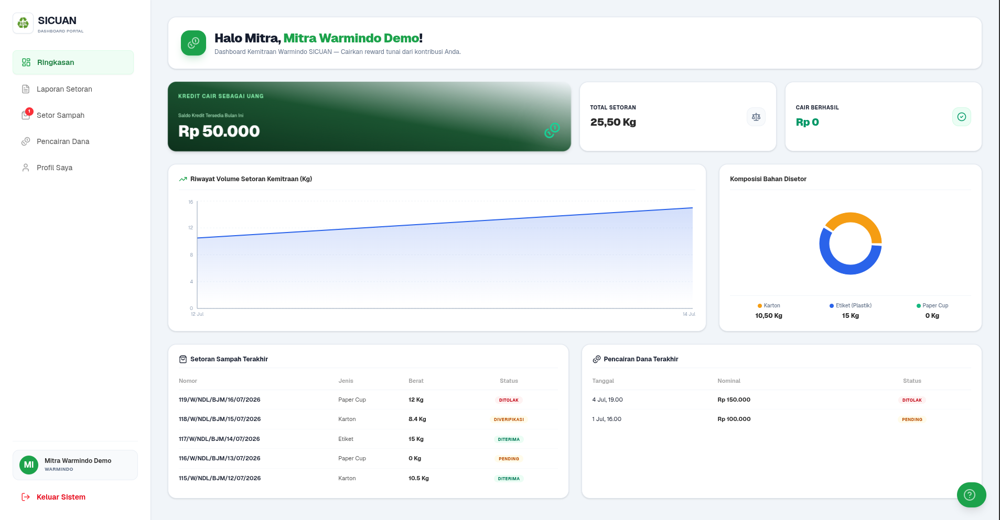 SICUAN
DASHBOARD PORTAL
Ringkasan
Laporan Setoran
1
Setor Sampah
Pencairan Dana
Profil Saya
MI
Mitra Warmindo Demo
WARMINDO
Keluar Sistem
Halo Mitra, Mitra Warmindo Demo!
Dashboard Kemitraan Warmindo SICUAN — Cairkan reward tunai dari kontribusi Anda.
KREDIT CAIR SEBAGAI UANG
Saldo Kredit Tersedia Bulan Ini
Rp 50.000
TOTAL SETORAN
25,50 Kg
CAIR BERHASIL
Rp 0
Riwayat Volume Setoran Kemitraan (Kg)
16
12
8
4
0
12 Jul 14 Jul
Komposisi Bahan Disetor
Karton
10,50 Kg
Etiket (Plastik)
15 Kg
Paper Cup
0 Kg
Setoran Sampah Terakhir
Nomor Jenis Berat Status
119/W/NDL/BJM/16/07/2026 Paper Cup 12 Kg DITOLAK
118/W/NDL/BJM/15/07/2026 Karton 8.4 Kg DIVERIFIKASI
117/W/NDL/BJM/14/07/2026 Etiket 15 Kg DITERIMA
116/W/NDL/BJM/13/07/2026 Paper Cup 0 Kg PENDING
115/W/NDL/BJM/12/07/2026 Karton 10.5 Kg DITERIMA
Pencairan Dana Terakhir
Tanggal Nominal Status
4 Jul, 19.00 Rp 150.000 DITOLAK
1 Jul, 16.00 Rp 100.000 PENDING